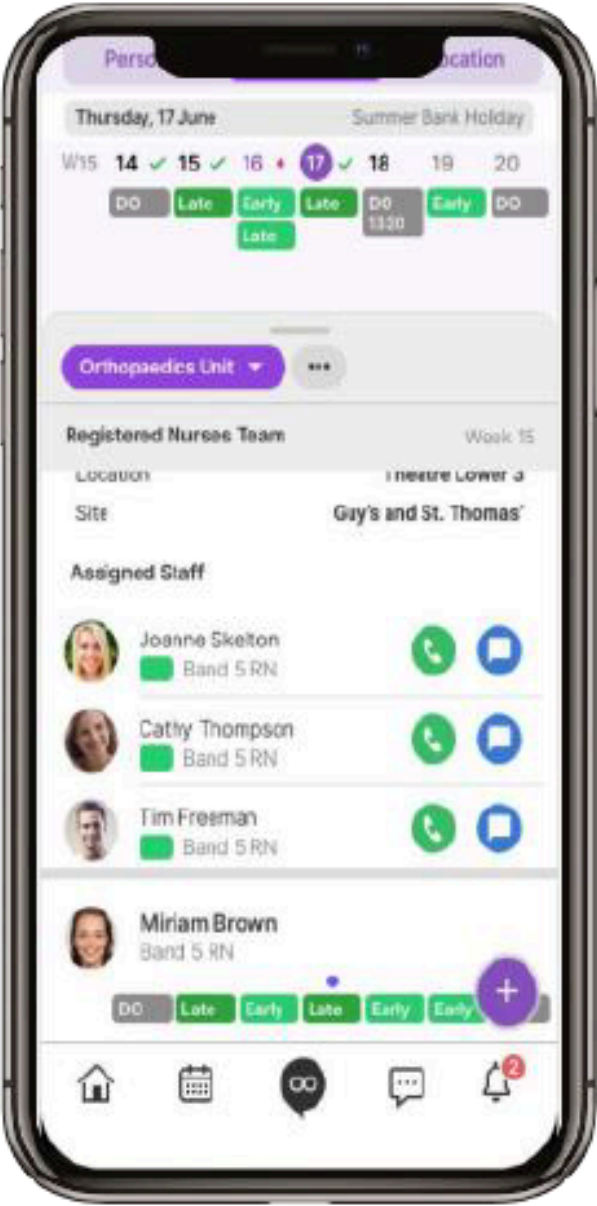 Thursday, 17 June Summer Bank Holiday
W15 14 15 16 17 18 19 20
DO Late Early Late DO Early DO
Late 1320
Orthopaedics Unit
Registered Nurses Team Week 15
Location Theatre Lower 3
Site Guy's and St. Thomas'
Assigned Staff
Joanne Skelton
Band 5 RN
Cathy Thompson
Band 5 RN
Tim Freeman
Band 5 RN
Miriam Brown
Band 5 RN
DO Late Early Late Early Early
2